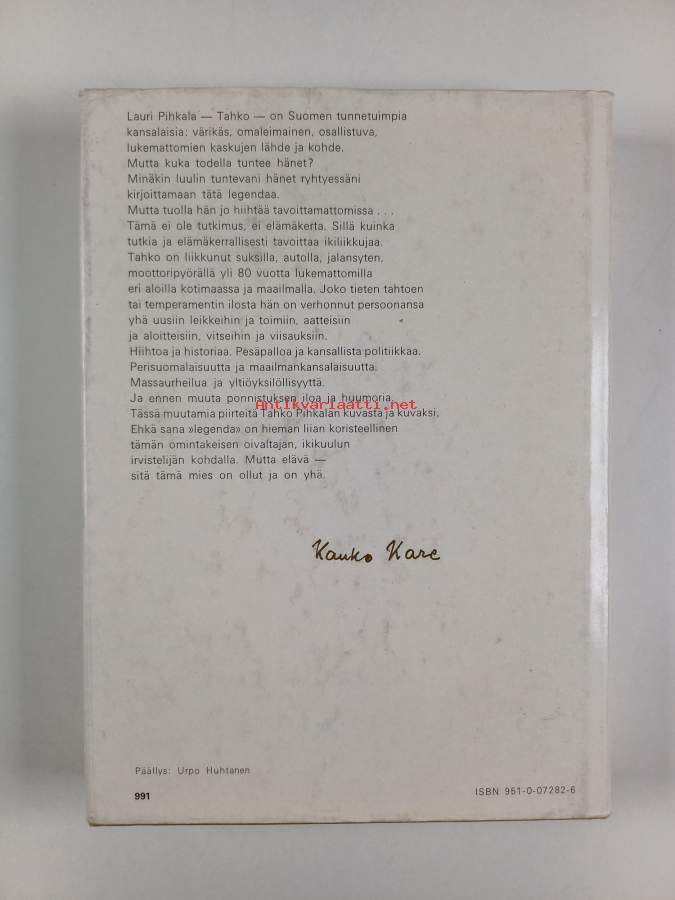 Lauri Pihkala — Tahko — on Suomen tunnetuimpia
kansalaisia: värikäs, omaleimainen, osallistuva,
lukemattomien kaskujen lähde ja kohde.
Mutta kuka todella tuntee hänet?
Minäkin luulin tuntevani hänet ryhtyessäni
kirjoittamaan tätä legendaa.
Mutta tuolla hän jo hiihtää tavoittamattomissa . . .
Tämä ei ole tutkimus, ei elämäkerta. Sillä kuinka
tutkia ja elämäkerrallisesti tavoittaa ikiliikkujaa.
Tahko on liikkunut suksilla, autolla, jalansyten,
moottoripyörällä yli 80 vuotta lukemattomilla
eri aloilla kotimaassa ja maailmalla. Joko tieten tahtoen
tai temperamentin ilosta hän on verhonnut persoonansa
yhä uusiin leikkeihin ja toimiin, aatteisiin
ja aloitteisiin, vitseihin ja viisauksiin.
Hiihtoa ja historiaa. Pesäpalloa ja kansallista politiikkaa.
Perisuomalaisuutta ja maailmankansalaisuutta.
Massaurheilua ja yltiöyksilöllisyyttä.
Ja ennen muuta ponnistuksen iloa ja huumoria.
Antikvariaatti.net
Tässä muutamia piirteitä Tahko Pihkalan kuvasta ja kuvaksi.
Ehkä sana »legenda» on hieman liian koristeellinen
tämän omintakeisen oivaltajan, ikikuulun
irvistelijän kohdalla. Mutta elävä —
sitä tämä mies on ollut ja on yhä.
Kauko Kare
Päällys: Urpo Huhtanen
991
ISBN 951-0-07282-6